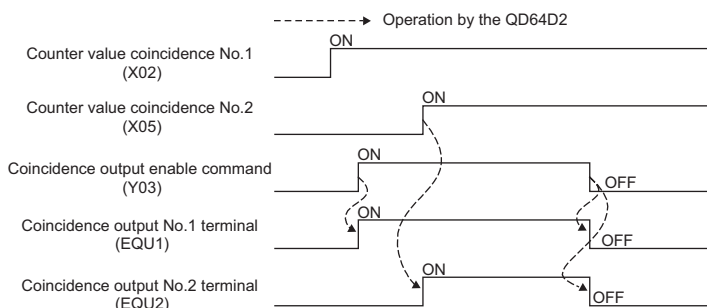 Operation by the QD64D2
ON
Counter value coincidence No.1
(X02)
ON
Counter value coincidence No.2
(X05)
ON
Coincidence output enable command
(Y03)
OFF
ON
Coincidence output No.1 terminal
(EQU1)
OFF
ON
Coincidence output No.2 terminal
(EQU2)
OFF